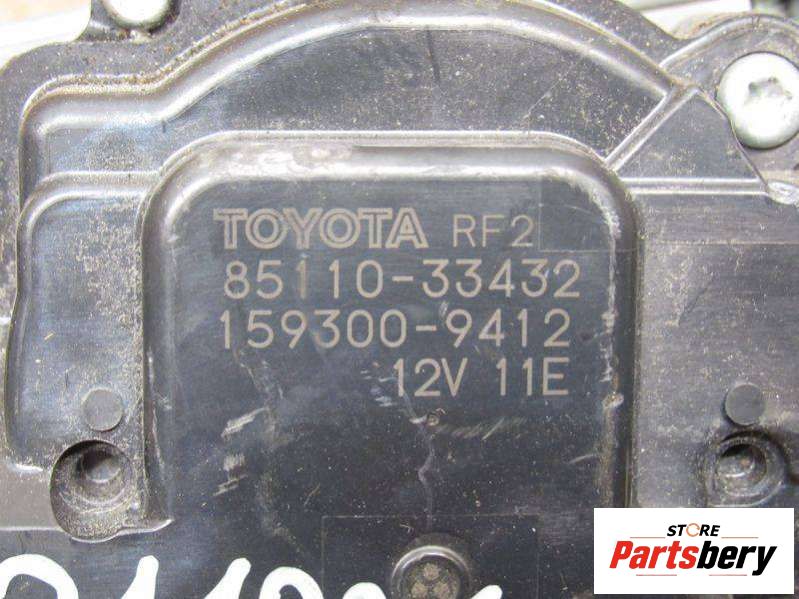 TOYOTA RF2
85110-33432
159300-9412
12V 11E
STORE
Partsbery